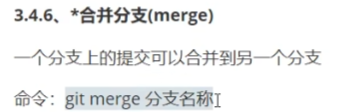 3.4.6、*合并分支(merge)
一个分支上的提交可以合并到另一个分支
命令：git merge 分支名称